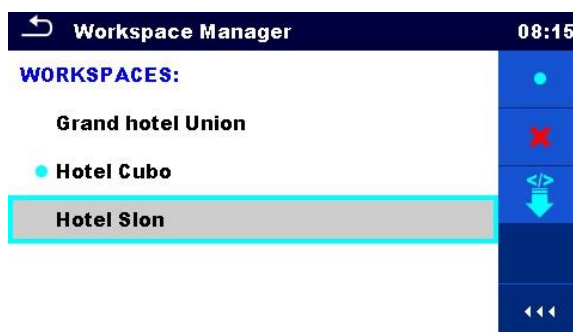 Workspace Manager 08:15
WORKSPACES:
Grand hotel Union
Hotel Cubo
Hotel Slon